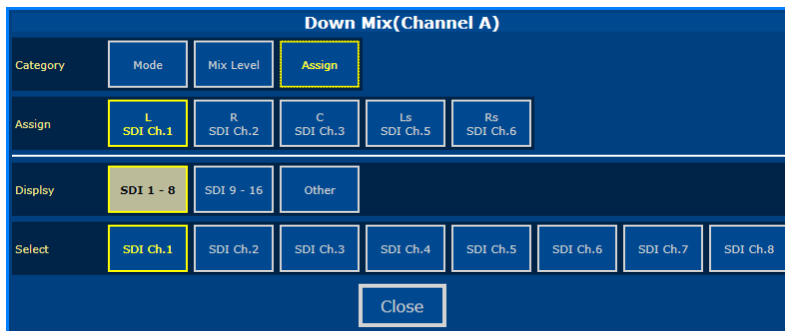 Down Mix(Channel A)
Category Mode Mix Level Assign
Assign L SDI Ch.1 R SDI Ch.2 C SDI Ch.3 Ls SDI Ch.5 Rs SDI Ch.6
Displsy SDI 1 - 8 SDI 9 - 16 Other
Select SDI Ch.1 SDI Ch.2 SDI Ch.3 SDI Ch.4 SDI Ch.5 SDI Ch.6 SDI Ch.7 SDI Ch.8
Close